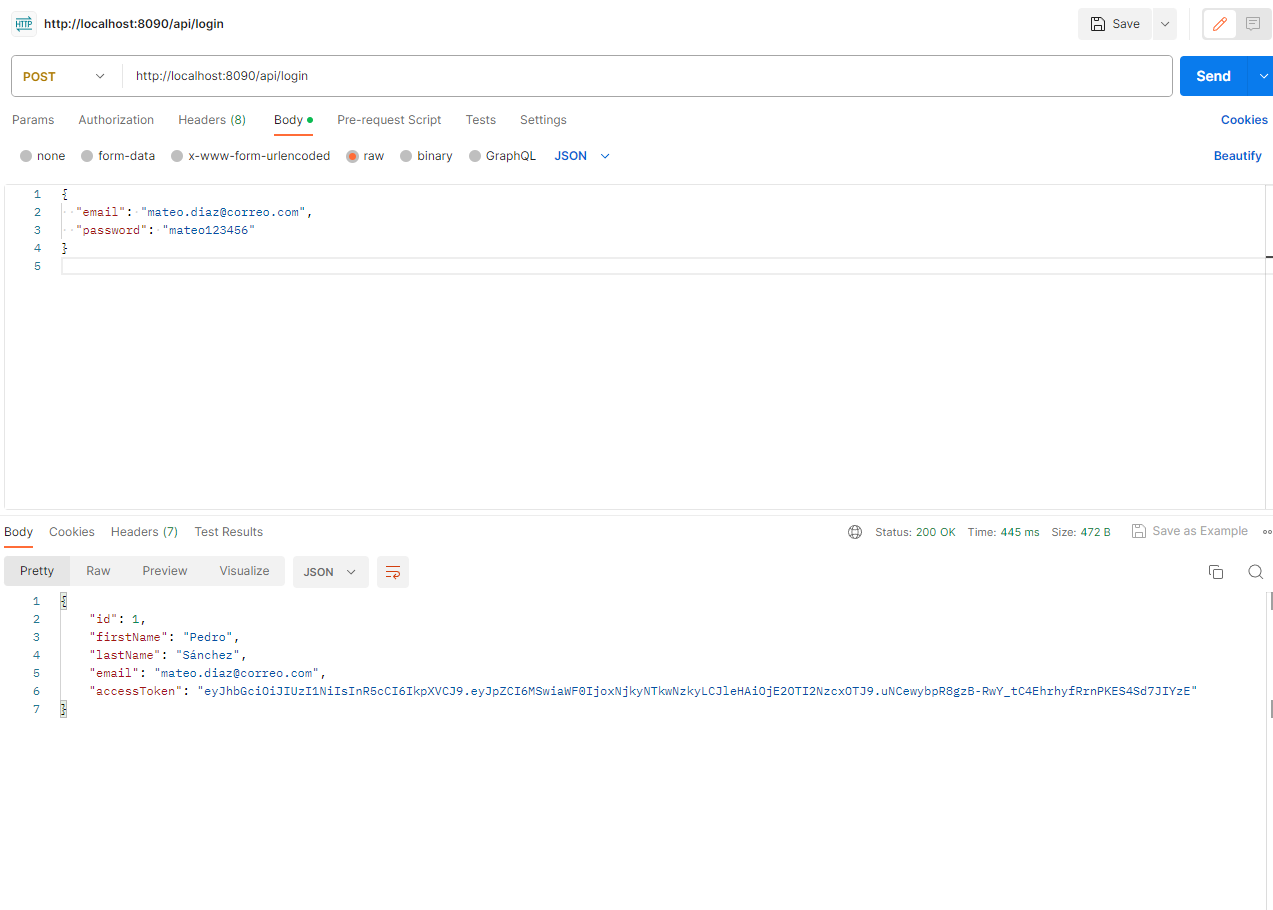 HTTP http://localhost:8090/api/login Save
POST http://localhost:8090/api/login Send
Params Authorization Headers (8) Body Pre-request Script Tests Settings Cookies
none form-data x-www-form-urlencoded raw binary GraphQL JSON Beautify
1 {
2 "email": "mateo.diaz@correo.com",
3 "password": "mateo123456"
4 }
5
Body Cookies Headers (7) Test Results Status: 200 OK Time: 445 ms Size: 472 B Save as Example
Pretty Raw Preview Visualize JSON
1 {
2 "id": 1,
3 "firstName": "Pedro",
4 "lastName": "Sánchez",
5 "email": "mateo.diaz@correo.com",
6 "accessToken": "eyJhbGciOiJIUzI1NiIsInR5cCI6IkpXVCJ9.eyJpZCI6MSwiaWF0IjoxNjkyNTkwNzkyLCJleHAiOjE2OTI2NzcxOTJ9.uNCewybpR8gzB-RwY_tC4EhrhyfRrnPKES4Sd7JIYzE"
7 }